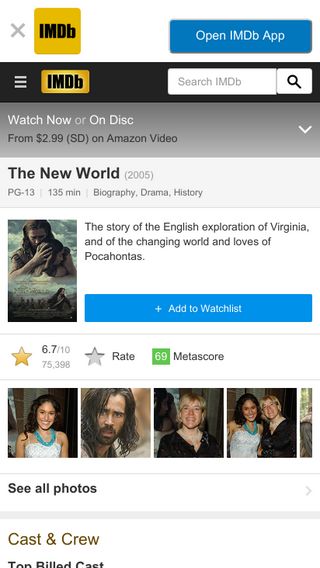 IMDb
Open IMDb App
IMDb
Search IMDb
Watch Now or On Disc
From $2.99 (SD) on Amazon Video
The New World (2005)
PG-13 | 135 min | Biography, Drama, History
The story of the English exploration of Virginia,
and of the changing world and loves of
Pocahontas.
+ Add to Watchlist
6.7/10
75,398
Rate
69 Metascore
See all photos
Cast & Crew
Top Billed Cast